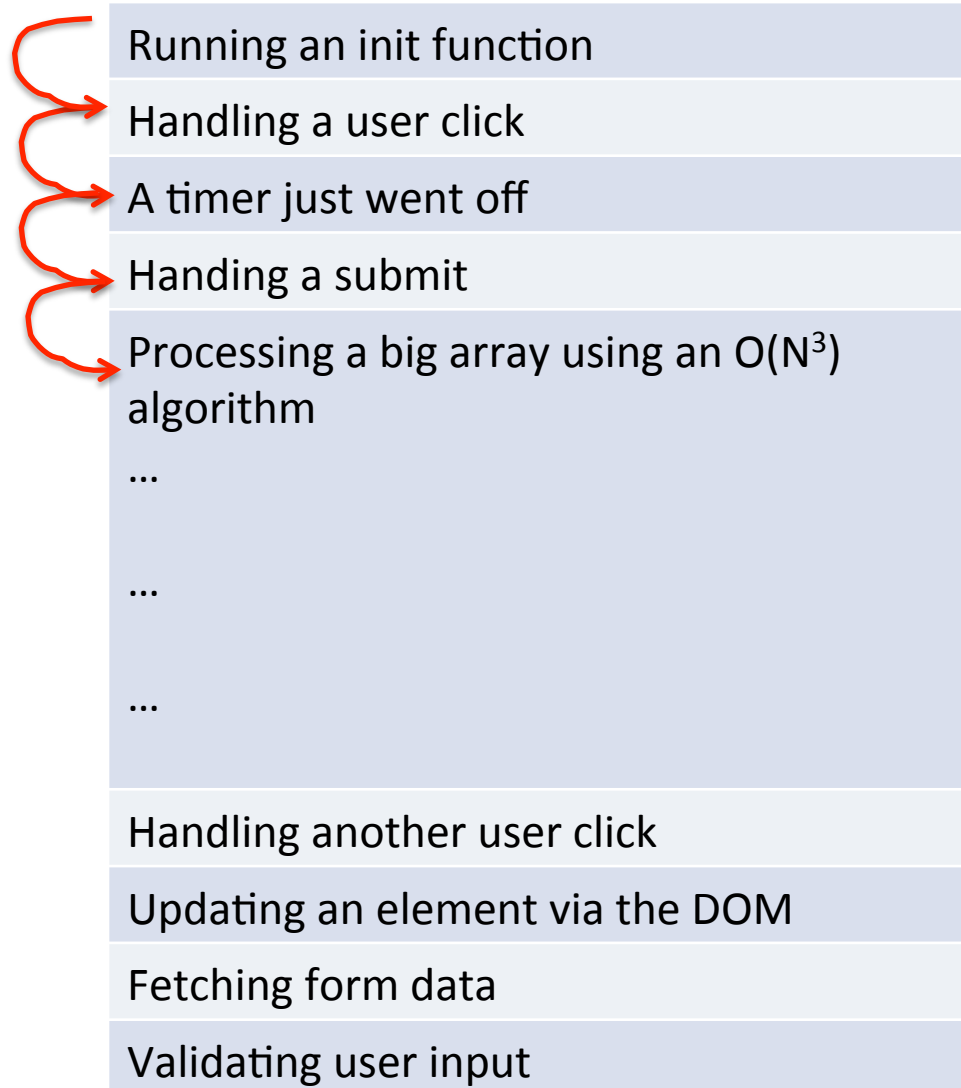 Running an init function
Handling a user click
A timer just went off
Handing a submit
Processing a big array using an O(N³)
algorithm
…
…
…
Handling another user click
Updating an element via the DOM
Fetching form data
Validating user input